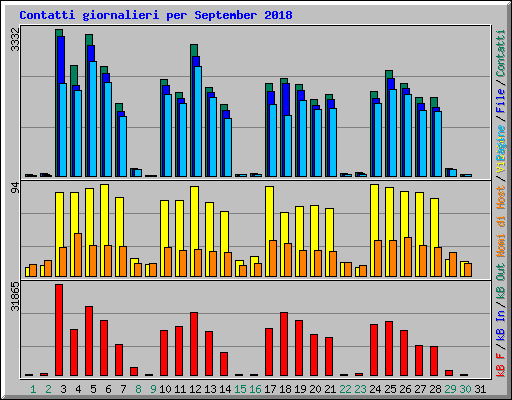 Contatti giornalieri per September 2018
3332
94
31865
1 2 3 4 5 6 7 8 9 10 11 12 13 14 15 16 17 18 19 20 21 22 23 24 25 26 27 28 29 30 31
kB F/kB In/kB Out Nomi di Host/V.Pagine/File/Contatti